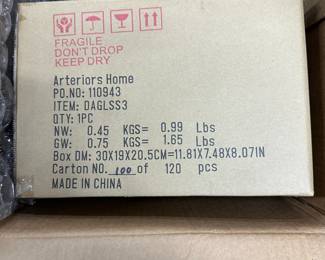 FRAGILE
DON'T DROP
KEEP DRY
Arteriors Home
PO.NO: 110943
ITEM: DAGLSS3
QTY: 1PC
NW: 0.45 KGS= 0.99 Lbs
GW: 0.75 KGS= 1.65 Lbs
Box DM: 30X19X20.5CM=11.81X7.48X8.07IN
Carton NO. 100 of 120 pcs
MADE IN CHINA